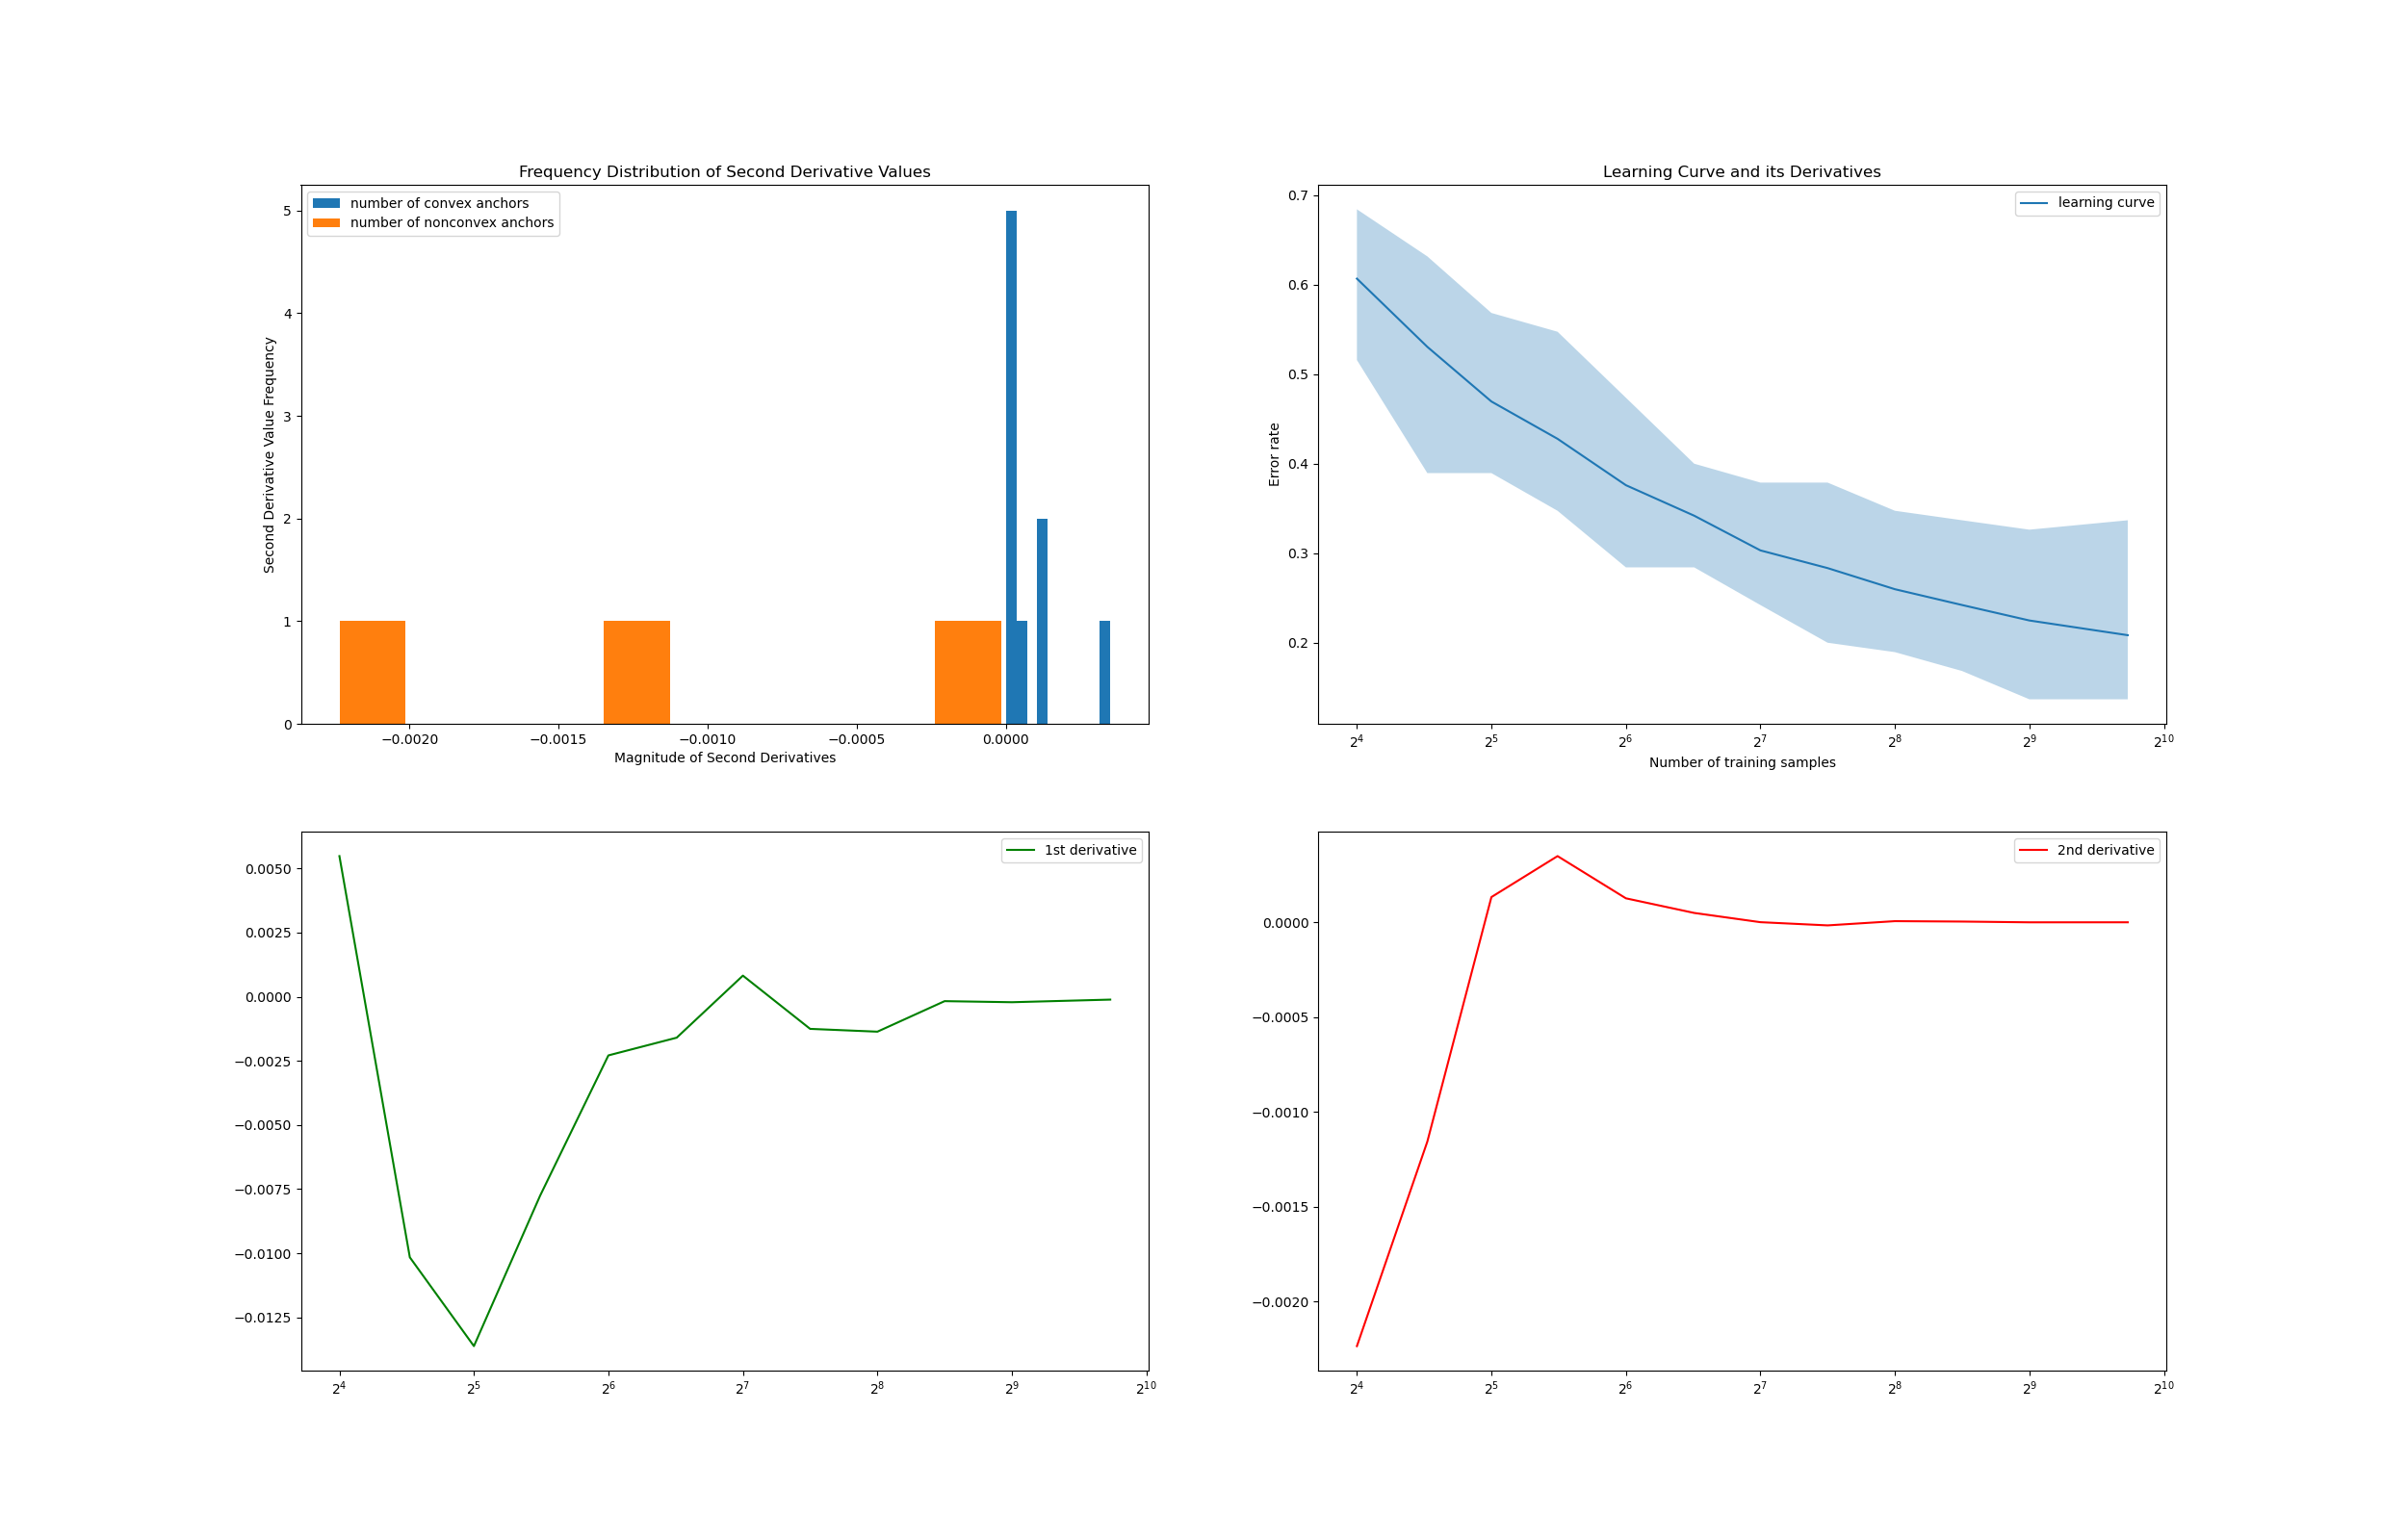 Frequency Distribution of Second Derivative Values
number of convex anchors
number of nonconvex anchors
Second Derivative Value Frequency
5
4
3
2
1
0
−0.0020 −0.0015 −0.0010 −0.0005 0.0000
Magnitude of Second Derivatives
Learning Curve and its Derivatives
learning curve
Error rate
0.7
0.6
0.5
0.4
0.3
0.2
2^4 2^5 2^6 2^7 2^8 2^9 2^10
Number of training samples
1st derivative
0.0050
0.0025
0.0000
−0.0025
−0.0050
−0.0075
−0.0100
−0.0125
2^4 2^5 2^6 2^7 2^8 2^9 2^10
2nd derivative
0.0000
−0.0005
−0.0010
−0.0015
−0.0020
2^4 2^5 2^6 2^7 2^8 2^9 2^10